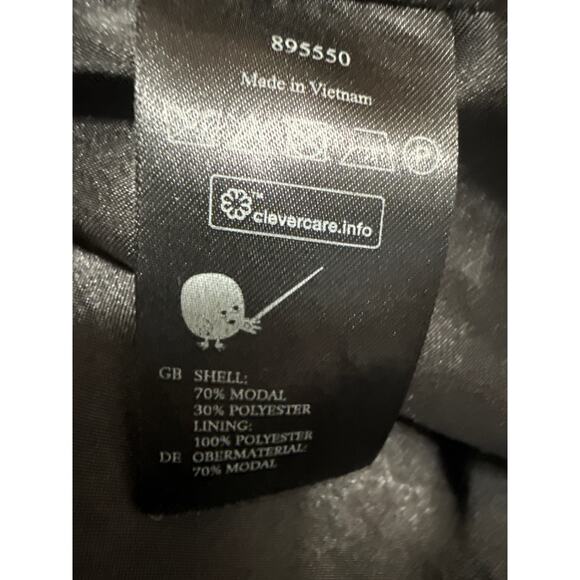 895550
Made in Vietnam
P
™
clevercare.info
GB SHELL:
70% MODAL
30% POLYESTER
LINING:
100% POLYESTER
DE OBERMATERIAL:
70% MODAL